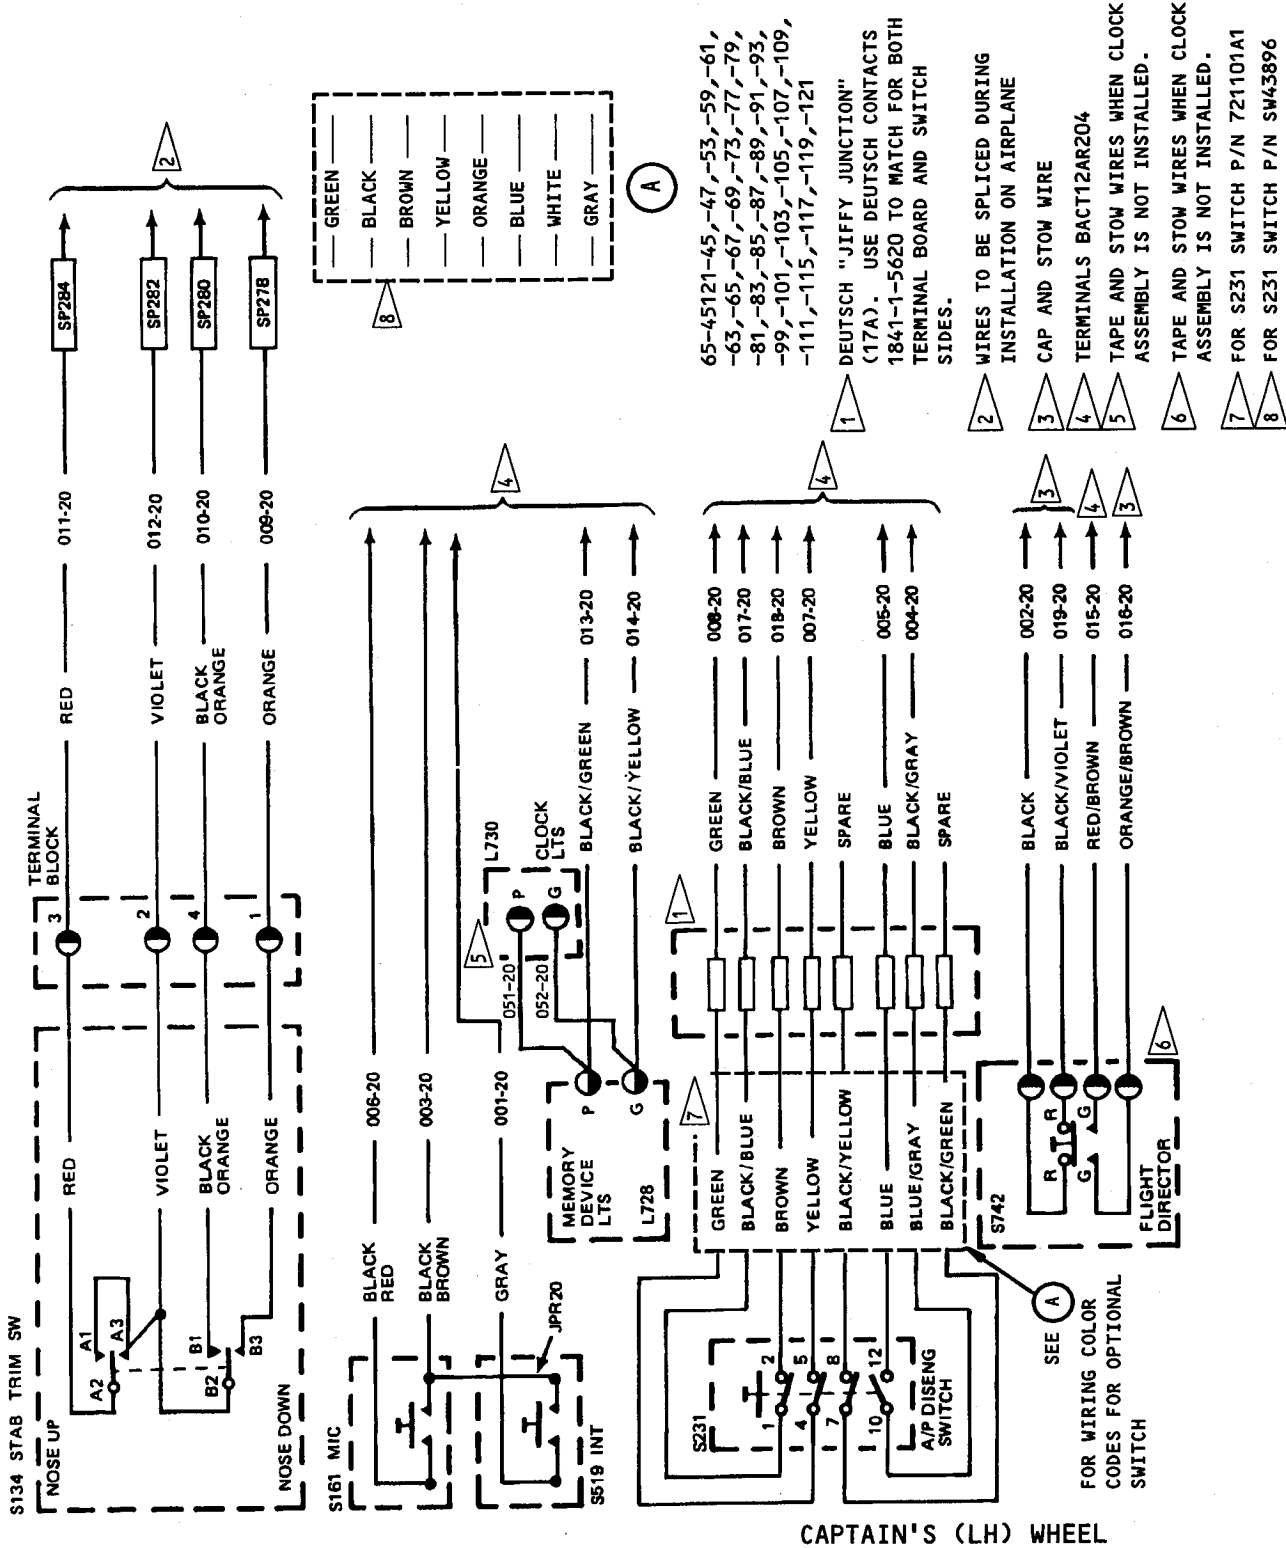 S134 STAB TRIM SW
NOSE UP
NOSE DOWN
A1
A2
A3
B1
B2
B3
RED
VIOLET
BLACK
ORANGE
ORANGE
TERMINAL
BLOCK
3
2
4
1
RED
VIOLET
BLACK
ORANGE
ORANGE
011-20
012-20
010-20
009-20
SP284
SP282
SP280
SP278
2
S161 MIC
S519 INT
JPR20
BLACK
RED
BLACK
BROWN
GRAY
006-20
003-20
001-20
MEMORY
DEVICE
LTS
L728
P
G
5
051-20
052-20
L730
P
G
CLOCK
LTS
BLACK/GREEN
013-20
BLACK/YELLOW
014-20
4
8
GREEN
BLACK
BROWN
YELLOW
ORANGE
BLUE
WHITE
GRAY
A
S231
1
2
4
5
7
8
10
12
A/P DISENG
SWITCH
7
GREEN
BLACK/BLUE
BROWN
YELLOW
BLACK/YELLOW
BLUE
BLUE/GRAY
BLACK/GREEN
1
GREEN
BLACK/BLUE
BROWN
YELLOW
SPARE
BLUE
BLACK/GRAY
SPARE
008-20
017-20
018-20
007-20
005-20
004-20
4
SEE A
FOR WIRING COLOR
CODES FOR OPTIONAL
SWITCH
S742
R
R
G
G
FLIGHT
DIRECTOR
6
BLACK
BLACK/VIOLET
RED/BROWN
ORANGE/BROWN
002-20
019-20
015-20
016-20
3
4
3
65-45121-45,-47,-53,-59,-61,
-63,-65,-67,-69,-73,-77,-79,
-81,-83,-85,-87,-89,-91,-93,
-99,-101,-103,-105,-107,-109,
-111,-115,-117,-119,-121
1 DEUTSCH "JIFFY JUNCTION"
(17A). USE DEUTSCH CONTACTS
1841-1-5620 TO MATCH FOR BOTH
TERMINAL BOARD AND SWITCH
SIDES.
2 WIRES TO BE SPLICED DURING
INSTALLATION ON AIRPLANE
3 CAP AND STOW WIRE
4 TERMINALS BACT12AR204
5 TAPE AND STOW WIRES WHEN CLOCK
ASSEMBLY IS NOT INSTALLED.
6 TAPE AND STOW WIRES WHEN CLOCK
ASSEMBLY IS NOT INSTALLED.
7 FOR S231 SWITCH P/N 721101A1
8 FOR S231 SWITCH P/N SW43896
CAPTAIN'S (LH) WHEEL